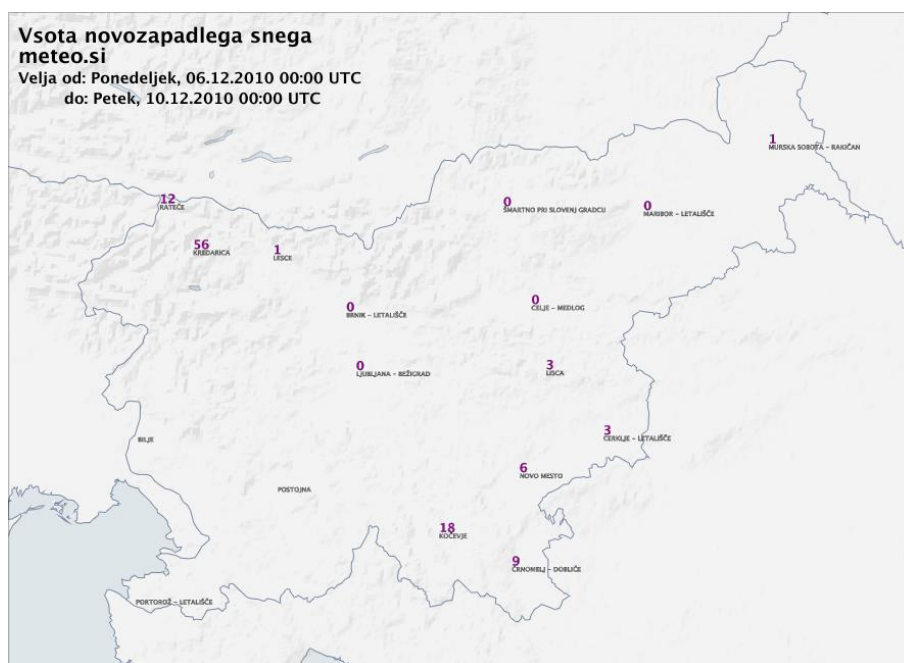 Vsota novozapadlega snega
meteo.si
Velja od: Ponedeljek, 06.12.2010 00:00 UTC
do: Petek, 10.12.2010 00:00 UTC
1
MURSKA SOBOTA - RAKIČAN
12
RATEČE
0
ŠMARTNO PRI SLOVENJ GRADCU
0
MARIBOR - LETALIŠČE
56
KREDARICA
1
LESCE
0
BRNIK - LETALIŠČE
0
CELJE - MEDLOG
0
LJUBLJANA - BEŽIGRAD
3
LISCA
3
CERKLJE - LETALIŠČE
BILJE
6
NOVO MESTO
POSTOJNA
18
KOČEVJE
9
ČRNOMELJ - DOBLIČE
PORTOROŽ - LETALIŠČE